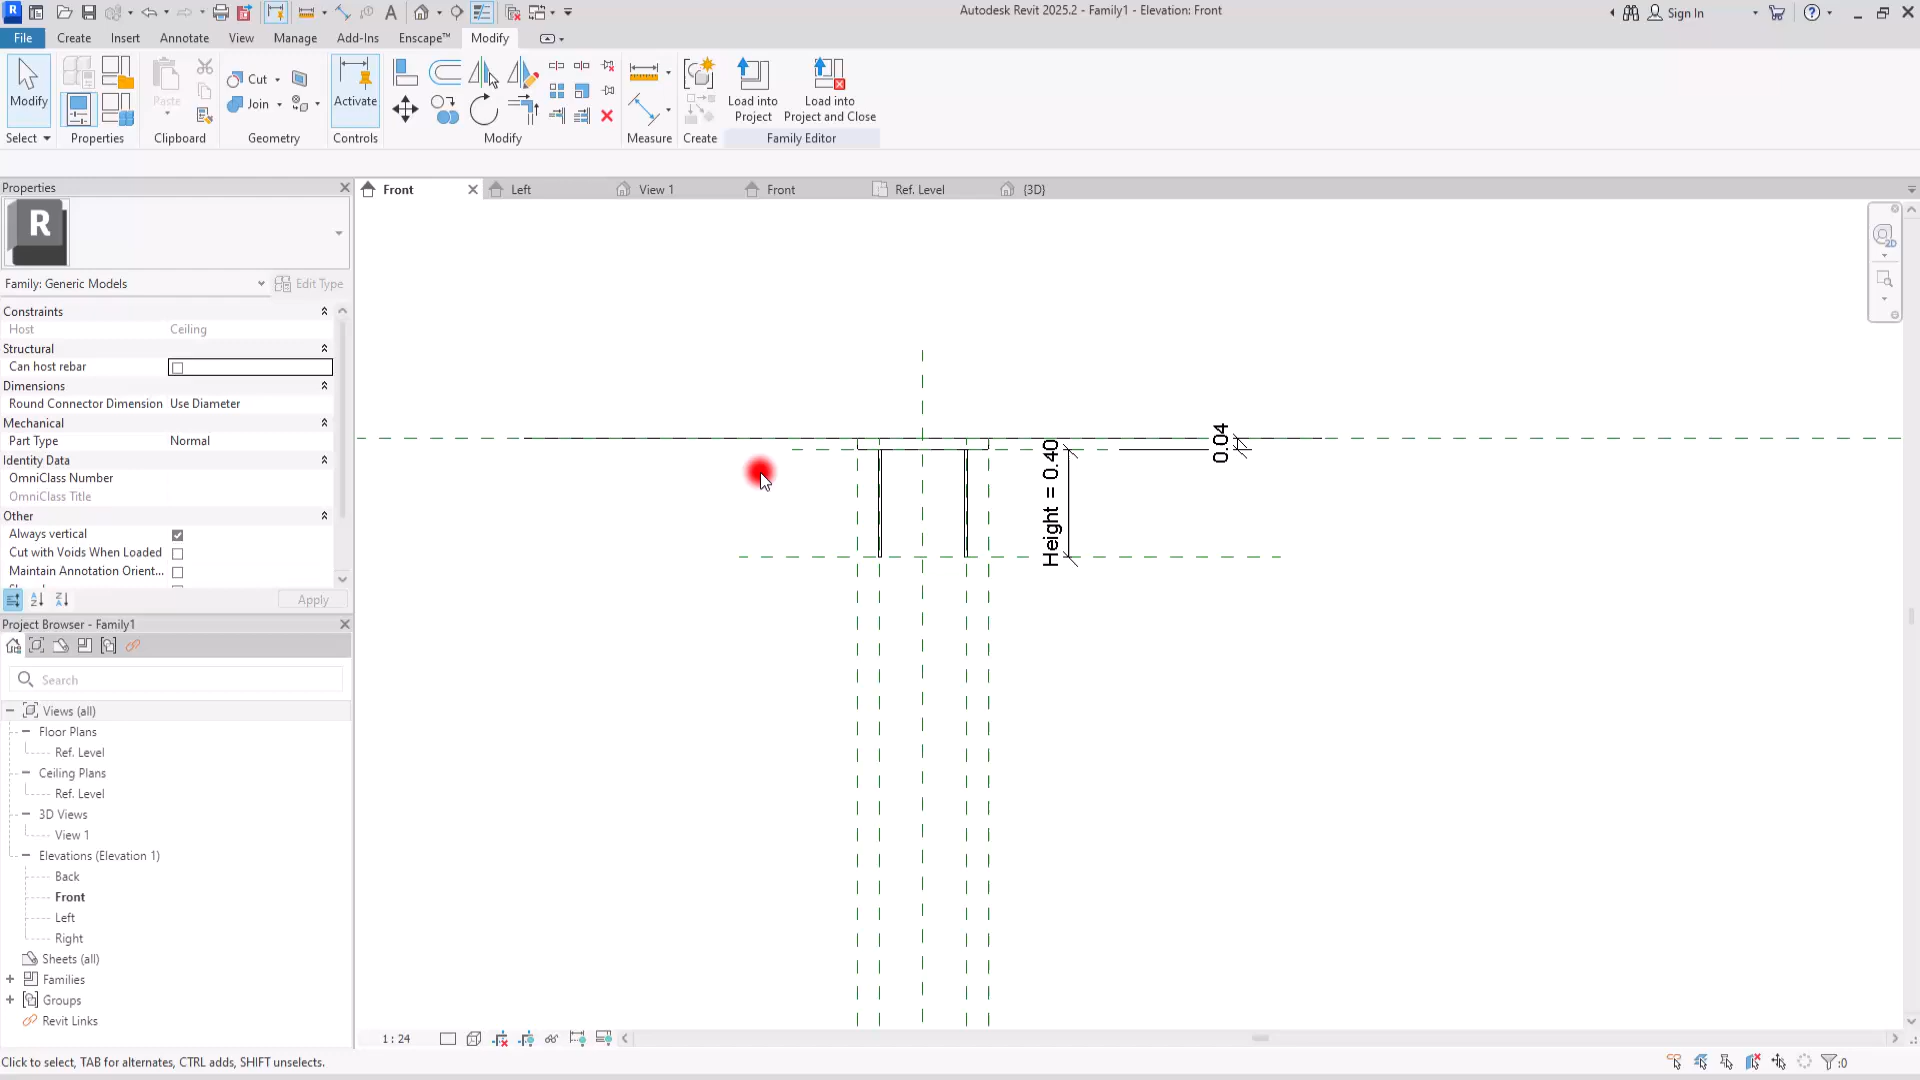 R
A
Autodesk Revit 2025.2 - Family1 - Elevation: Front
Sign In
File
Create
Insert
Annotate
View
Manage
Add-Ins
Enscape™
Modify
Modify
Select
Properties
Paste
Clipboard
Cut
Join
Geometry
Activate
Controls
Modify
Measure
Create
Load into
Project
Load into
Project and Close
Family Editor
Properties
Front
Left
View 1
Front
Ref. Level
{3D}
R
Family: Generic Models
Edit Type
Constraints
Host
Ceiling
Structural
Can host rebar
Dimensions
Round Connector Dimension
Use Diameter
Mechanical
Part Type
Normal
Identity Data
OmniClass Number
OmniClass Title
Other
Always vertical
Cut with Voids When Loaded
Maintain Annotation Orient...
Apply
2D
Height = 0.40
0.04
Project Browser - Family1
Search
Views (all)
Floor Plans
Ref. Level
Ceiling Plans
Ref. Level
3D Views
View 1
Elevations (Elevation 1)
Back
Front
Left
Right
Sheets (all)
Families
Groups
Revit Links
1 : 24
Click to select, TAB for alternates, CTRL adds, SHIFT unselects.
:0